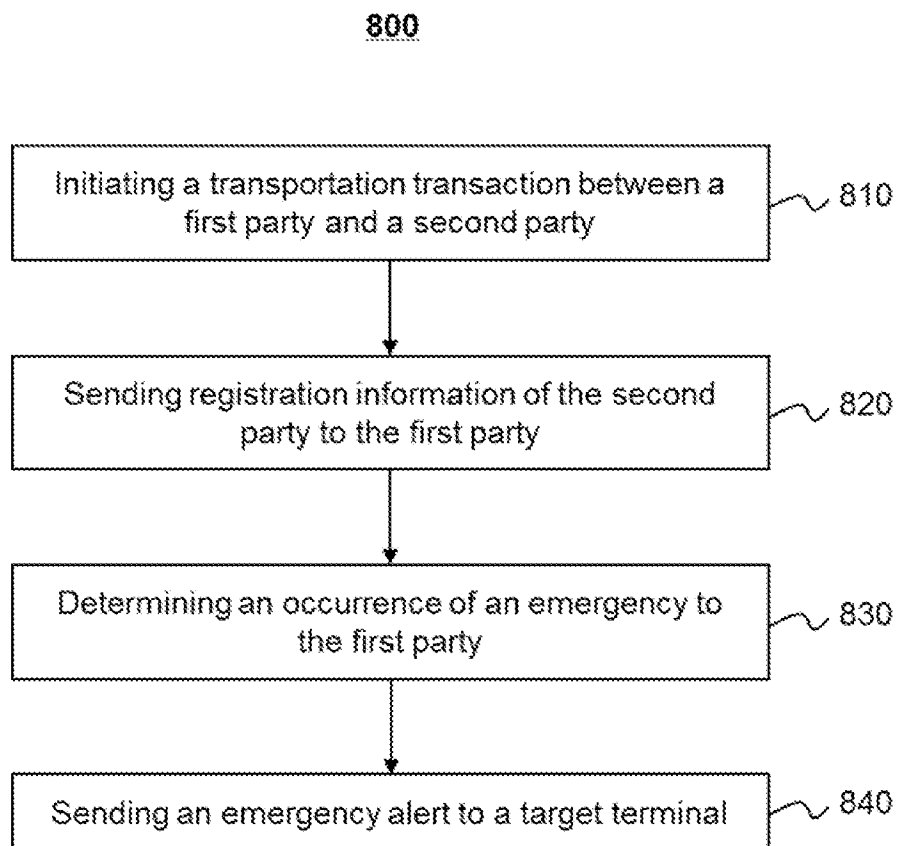 800
Initiating a transportation transaction between a
first party and a second party
810
Sending registration information of the second
party to the first party
820
Determining an occurrence of an emergency to
the first party
830
Sending an emergency alert to a target terminal
840